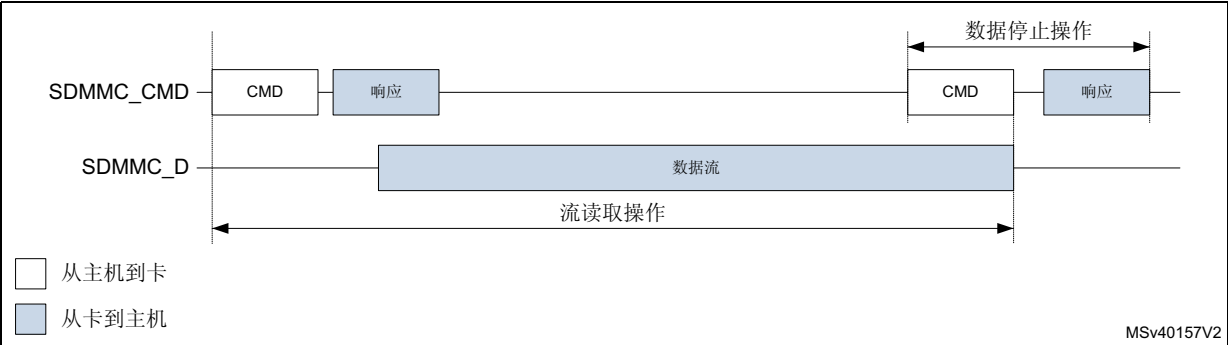 数据停止操作
SDMMC_CMD CMD 响应 CMD 响应
SDMMC_D 数据流
流读取操作
从主机到卡
从卡到主机
MSv40157V2